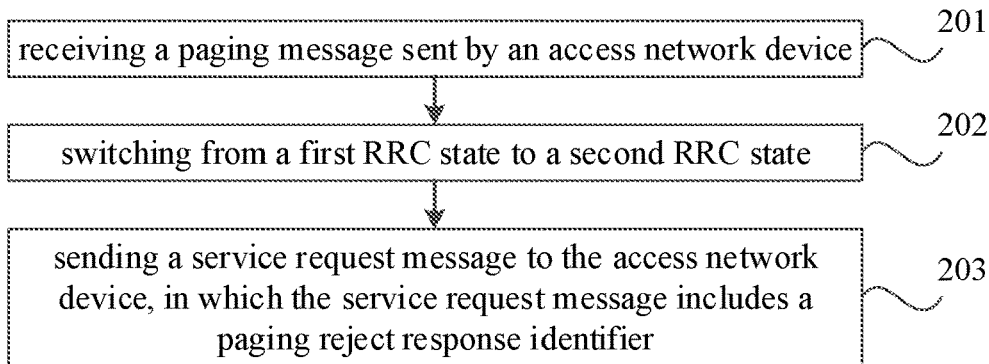 201
receiving a paging message sent by an access network device
202
switching from a first RRC state to a second RRC state
sending a service request message to the access network
device, in which the service request message includes a
paging reject response identifier
203